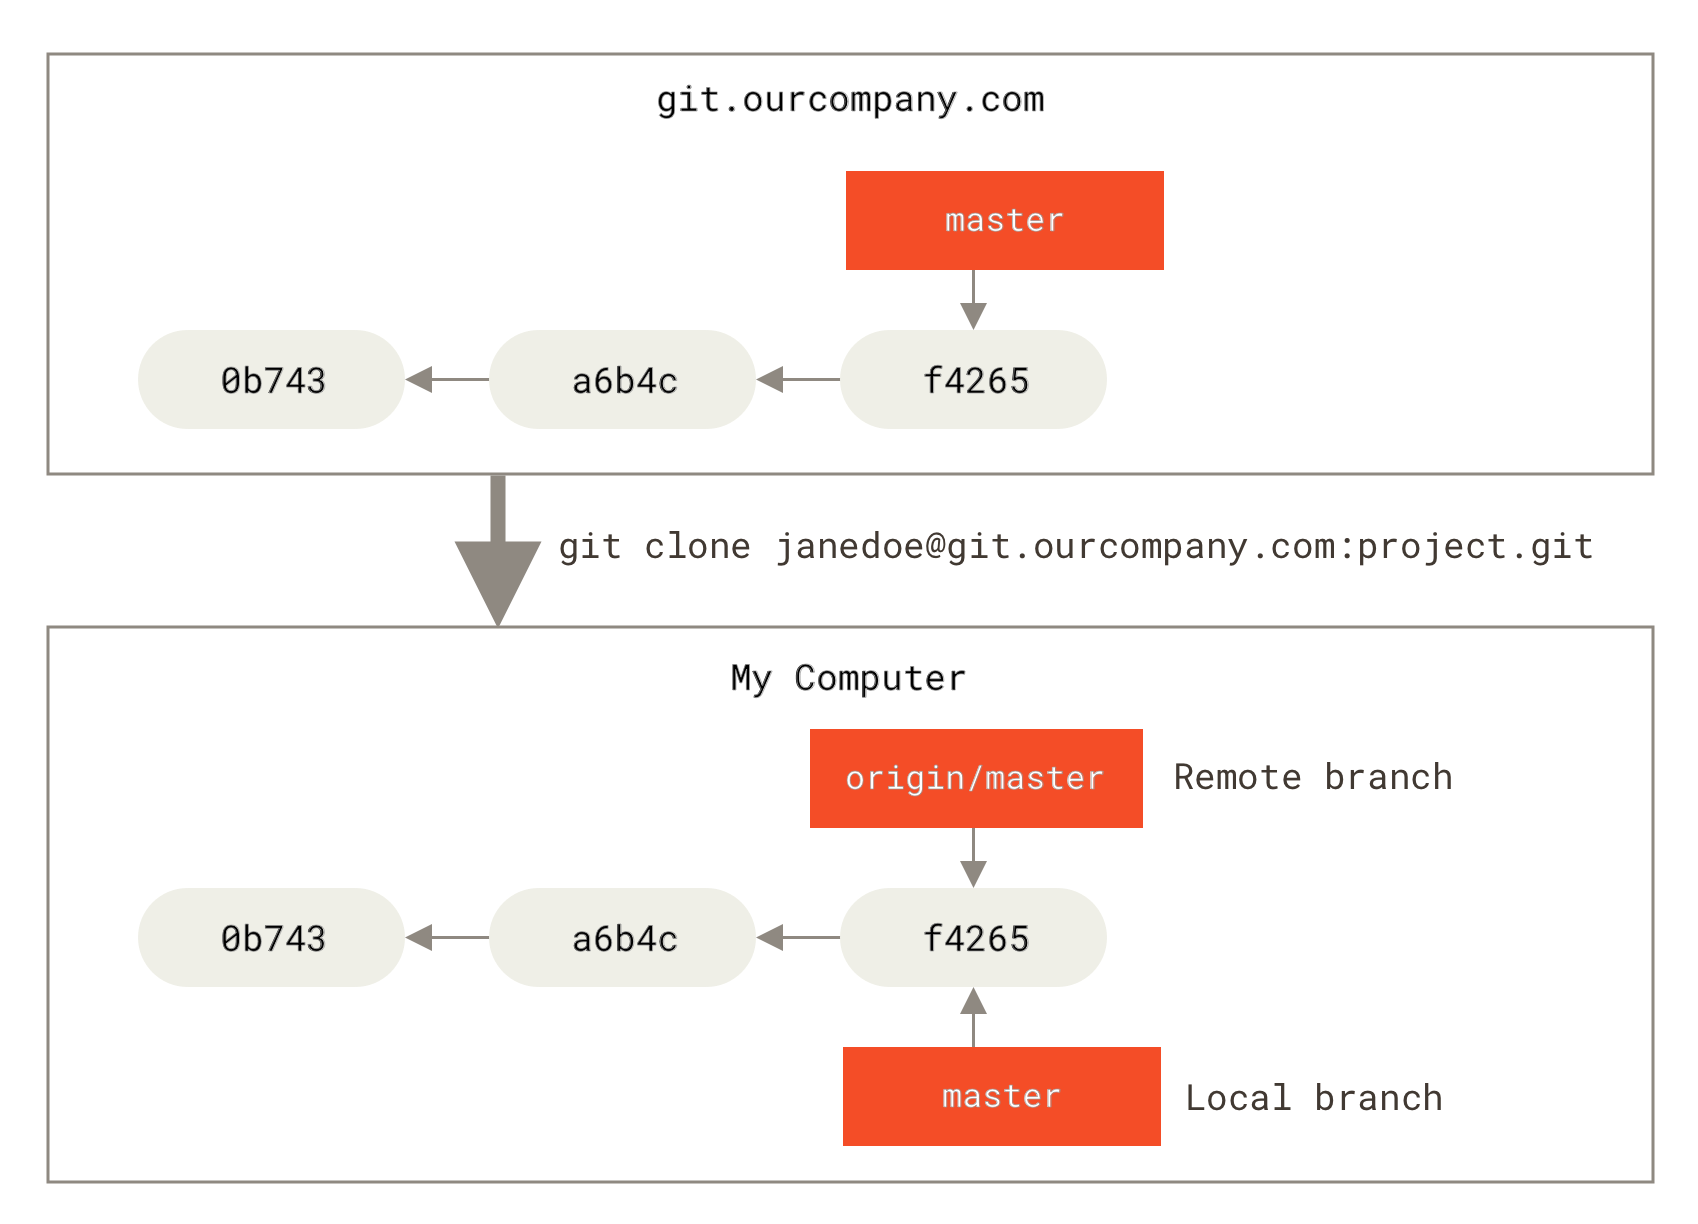 git.ourcompany.com
master
0b743
a6b4c
f4265
git clone janedoe@git.ourcompany.com:project.git
My Computer
origin/master
Remote branch
0b743
a6b4c
f4265
master
Local branch